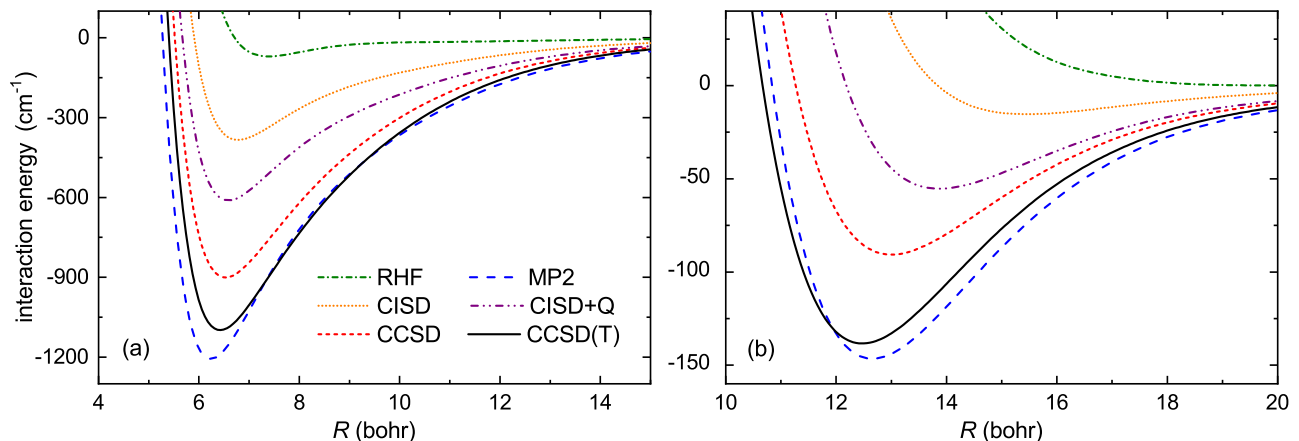 interaction energy (cm⁻¹)
0
-300
-600
-900
-1200
4
6
8
10
12
14
R (bohr)
(a)
RHF
MP2
CISD
CISD+Q
CCSD
CCSD(T)
0
-50
-100
-150
10
12
14
16
18
20
R (bohr)
(b)